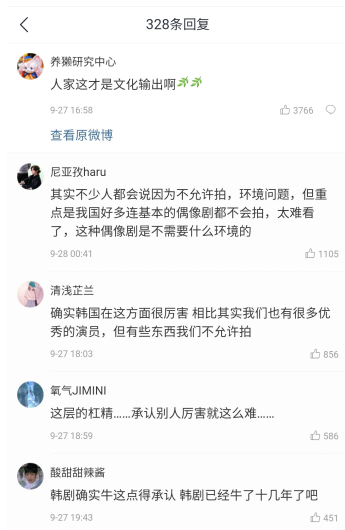 328条回复
养獭研究中心
人家这才是文化输出啊🌴🌴
9-27 16:58
3766
查看原微博
尼亚孜haru
其实不少人都会说因为不允许拍，环境问题，但重
点是我国好多连基本的偶像剧都不会拍，太难看
了，这种偶像剧是不需要什么环境的
9-28 00:41
1105
清浅芷兰
确实韩国在这方面很厉害 相比其实我们也有很多优
秀的演员，但有些东西我们不允许拍
9-27 18:03
856
氧气JIMINI
这层的杠精……承认别人厉害就这么难……
9-27 18:59
586
酸甜甜辣酱
韩剧确实牛这点得承认 韩剧已经牛了十几年了吧
9-27 19:43
451